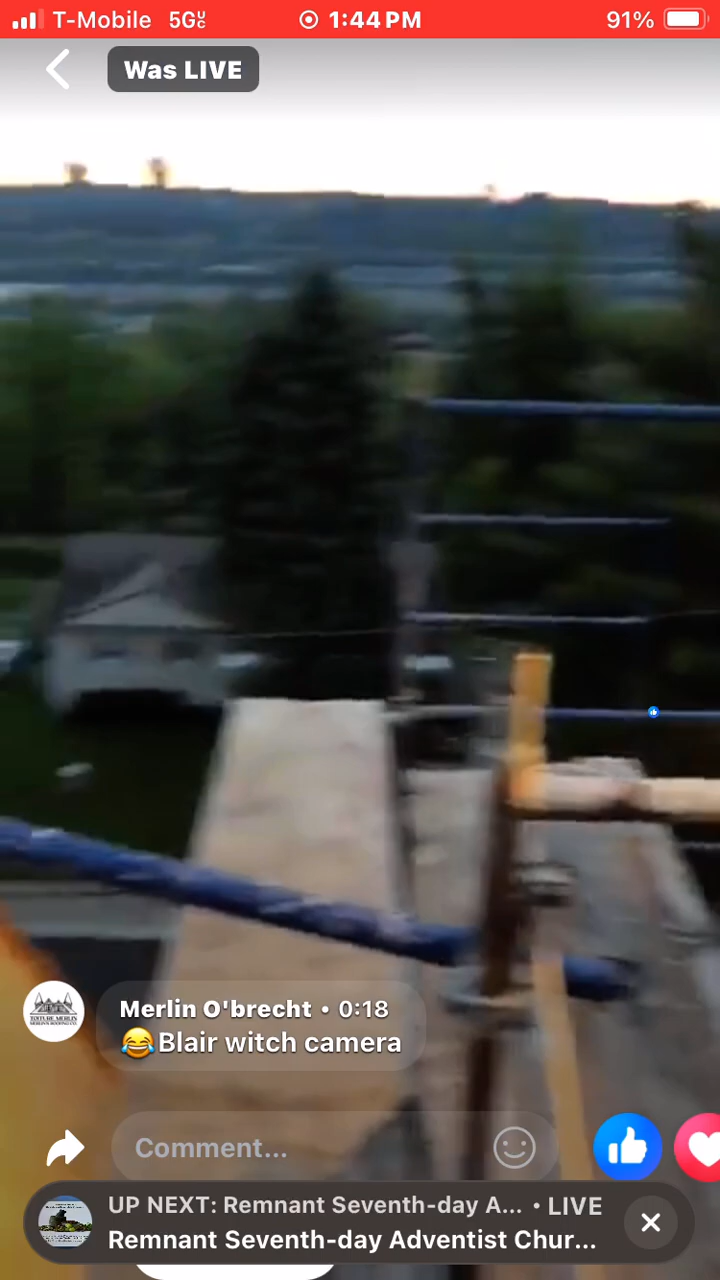 T-Mobile 5G 1:44 PM 91%
Was LIVE
Merlin O'brecht • 0:18
😂Blair witch camera
Comment...
UP NEXT: Remnant Seventh-day A... • LIVE
Remnant Seventh-day Adventist Chur...